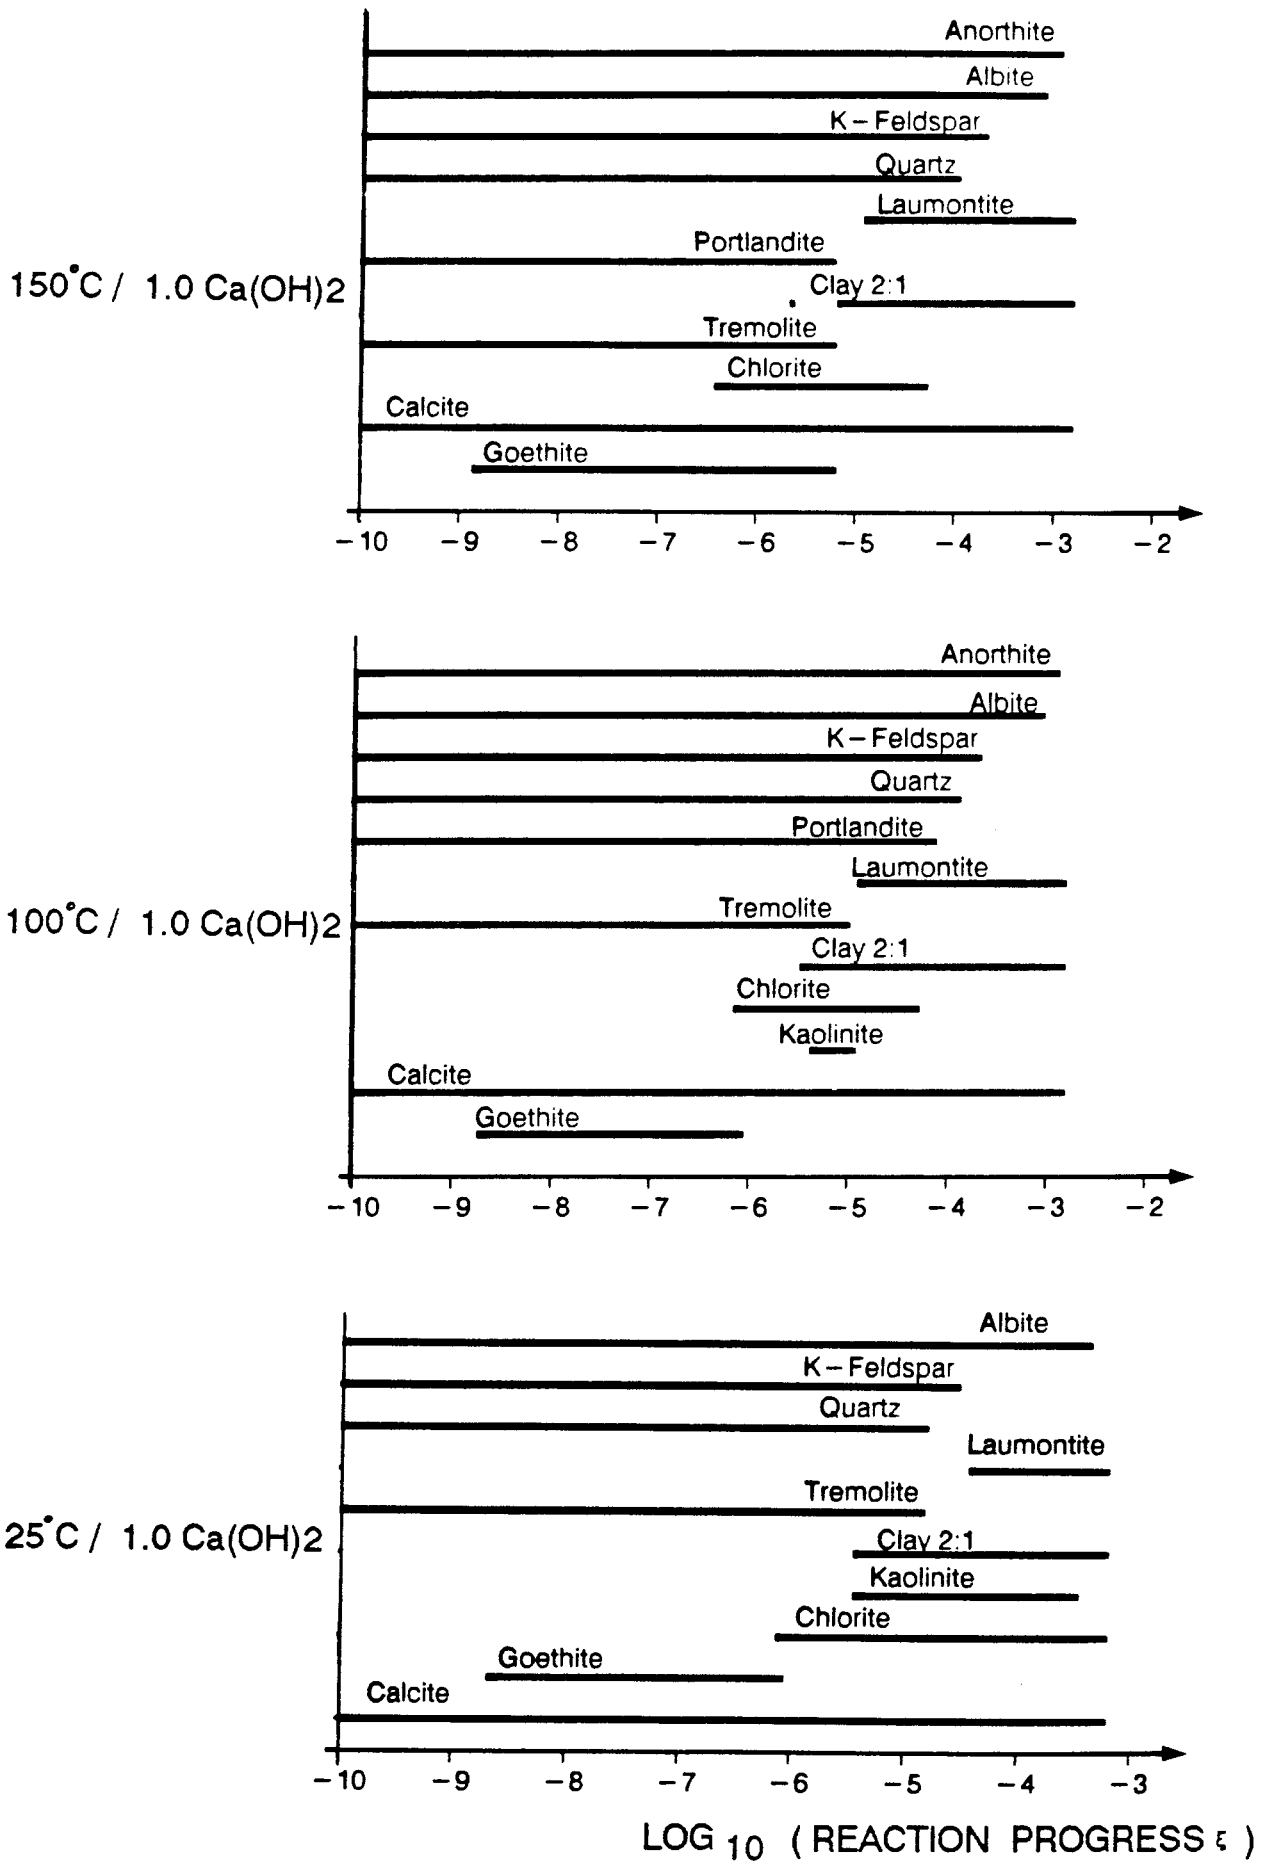 Anorthite
Albite
K – Feldspar
Quartz
Laumontite
Portlandite
150°C / 1.0 Ca(OH)2
Clay 2:1
Tremolite
Chlorite
Calcite
Goethite
–10 –9 –8 –7 –6 –5 –4 –3 –2
Anorthite
Albite
K – Feldspar
Quartz
Portlandite
Laumontite
100°C / 1.0 Ca(OH)2
Tremolite
Clay 2:1
Chlorite
Kaolinite
Calcite
Goethite
–10 –9 –8 –7 –6 –5 –4 –3 –2
Albite
K – Feldspar
Quartz
Laumontite
Tremolite
25°C / 1.0 Ca(OH)2
Clay 2:1
Kaolinite
Chlorite
Goethite
Calcite
–10 –9 –8 –7 –6 –5 –4 –3
LOG 10 ( REACTION PROGRESS ξ )